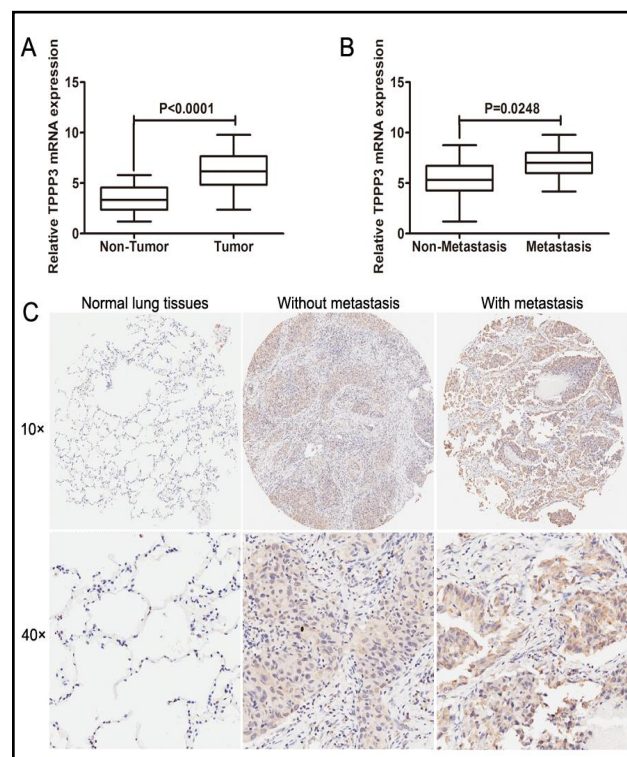 A
Relative TPPP3 mRNA expression
15
10
5
0
P<0.0001
Non-Tumor Tumor
B
Relative TPPP3 mRNA expression
15
10
5
0
P=0.0248
Non-Metastasis Metastasis
C
Normal lung tissues Without metastasis With metastasis
10×
40×